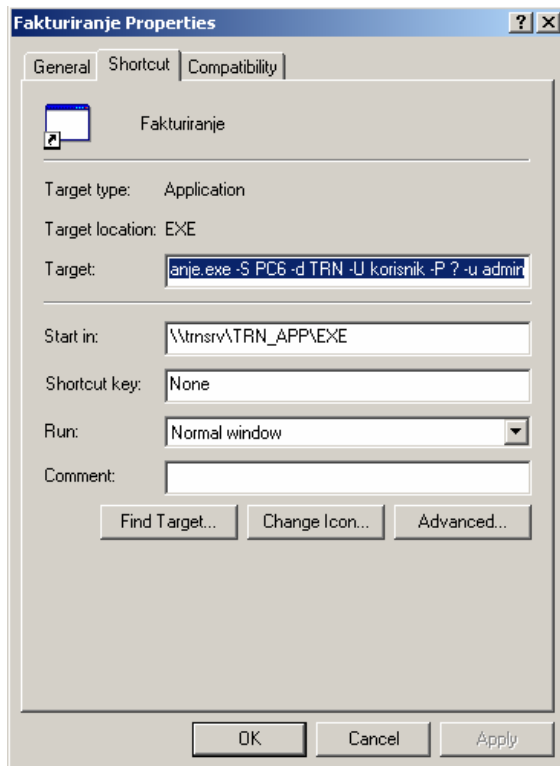 Fakturiranje Properties
General Shortcut Compatibility
Fakturiranje
Target type: Application
Target location: EXE
Target: anje.exe -S PC6 -d TRN -U korisnik -P ? -u admin
Start in: \\trnsrv\TRN_APP\EXE
Shortcut key: None
Run: Normal window
Comment:
Find Target... Change Icon... Advanced...
OK Cancel Apply